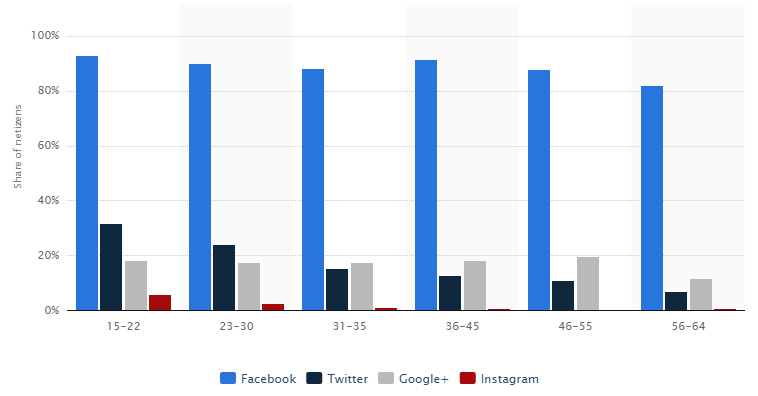 100%
80%
60%
40%
20%
0%
Share of netizens
15-22 23-30 31-35 36-45 46-55 56-64
Facebook Twitter Google+ Instagram